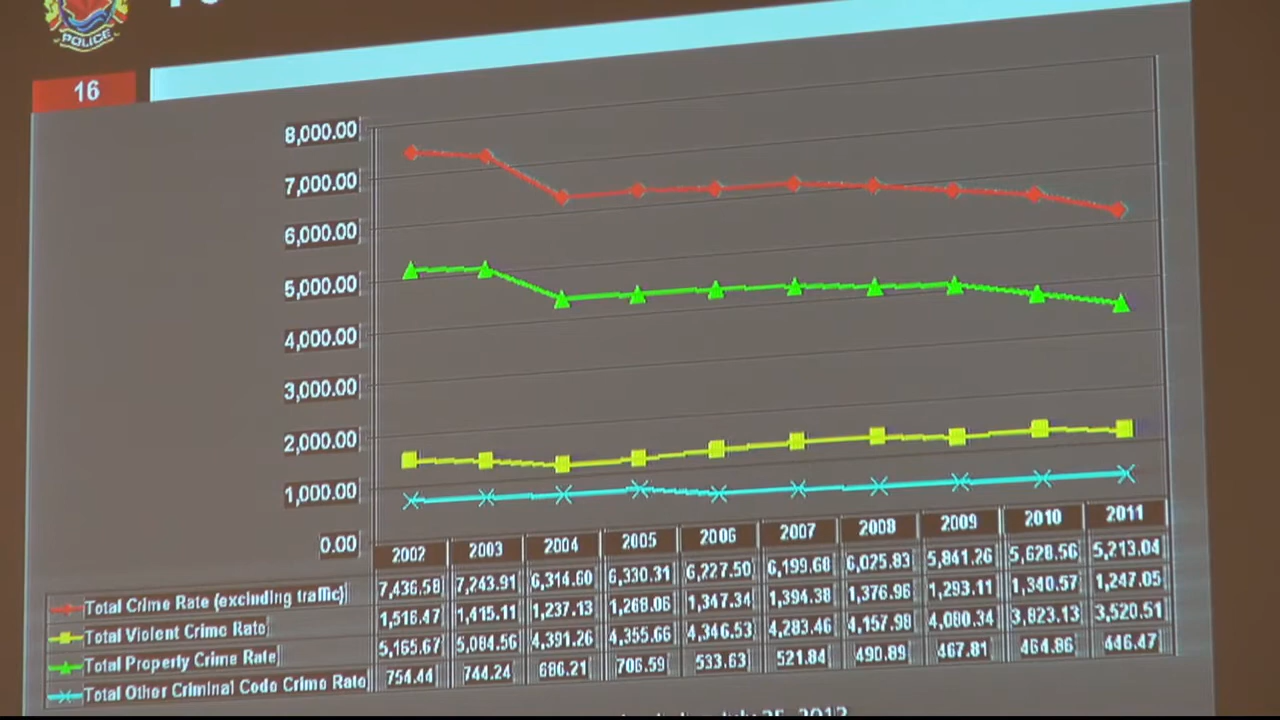 POLICE
16
8,000.00
7,000.00
6,000.00
5,000.00
4,000.00
3,000.00
2,000.00
1,000.00
0.00
2002 2003 2004 2005 2006 2007 2008 2009 2010 2011
Total Crime Rate (excluding traffic) 7,436.58 7,243.91 6,314.60 6,330.31 6,227.50 6,199.68 6,025.83 5,841.26 5,628.56 5,213.04
Total Violent Crime Rate 1,516.47 1,415.11 1,237.13 1,268.06 1,347.34 1,394.38 1,376.96 1,293.11 1,340.57 1,247.05
Total Property Crime Rate 5,165.67 5,084.56 4,391.26 4,355.66 4,346.53 4,283.46 4,157.98 4,080.34 3,823.13 3,520.51
Total Other Criminal Code Crime Rate 754.44 744.24 686.21 706.59 533.63 521.84 490.89 467.81 464.86 446.47
25, 2012